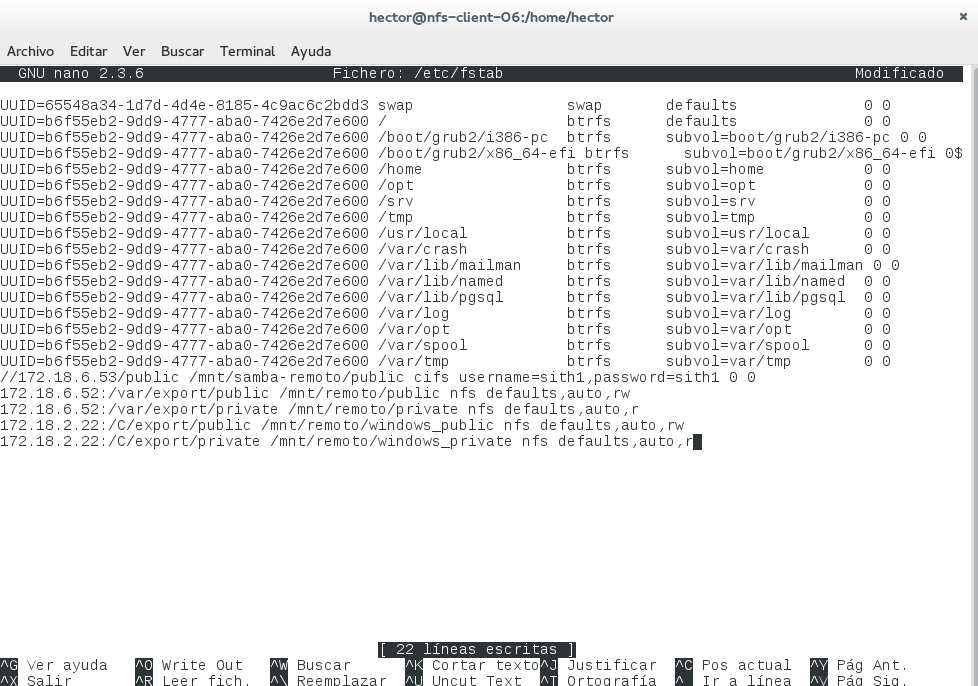 hector@nfs-client-06:/home/hector ×
Archivo Editar Ver Buscar Terminal Ayuda
GNU nano 2.3.6 Fichero: /etc/fstab Modificado
UUID=65548a34-1d7d-4d4e-8185-4c9ac6c2bdd3 swap swap defaults 0 0
UUID=b6f55eb2-9dd9-4777-aba0-7426e2d7e600 / btrfs defaults 0 0
UUID=b6f55eb2-9dd9-4777-aba0-7426e2d7e600 /boot/grub2/i386-pc btrfs subvol=boot/grub2/i386-pc 0 0
UUID=b6f55eb2-9dd9-4777-aba0-7426e2d7e600 /boot/grub2/x86_64-efi btrfs subvol=boot/grub2/x86_64-efi 0$
UUID=b6f55eb2-9dd9-4777-aba0-7426e2d7e600 /home btrfs subvol=home 0 0
UUID=b6f55eb2-9dd9-4777-aba0-7426e2d7e600 /opt btrfs subvol=opt 0 0
UUID=b6f55eb2-9dd9-4777-aba0-7426e2d7e600 /srv btrfs subvol=srv 0 0
UUID=b6f55eb2-9dd9-4777-aba0-7426e2d7e600 /tmp btrfs subvol=tmp 0 0
UUID=b6f55eb2-9dd9-4777-aba0-7426e2d7e600 /usr/local btrfs subvol=usr/local 0 0
UUID=b6f55eb2-9dd9-4777-aba0-7426e2d7e600 /var/crash btrfs subvol=var/crash 0 0
UUID=b6f55eb2-9dd9-4777-aba0-7426e2d7e600 /var/lib/mailman btrfs subvol=var/lib/mailman 0 0
UUID=b6f55eb2-9dd9-4777-aba0-7426e2d7e600 /var/lib/named btrfs subvol=var/lib/named 0 0
UUID=b6f55eb2-9dd9-4777-aba0-7426e2d7e600 /var/lib/pgsql btrfs subvol=var/lib/pgsql 0 0
UUID=b6f55eb2-9dd9-4777-aba0-7426e2d7e600 /var/log btrfs subvol=var/log 0 0
UUID=b6f55eb2-9dd9-4777-aba0-7426e2d7e600 /var/opt btrfs subvol=var/opt 0 0
UUID=b6f55eb2-9dd9-4777-aba0-7426e2d7e600 /var/spool btrfs subvol=var/spool 0 0
UUID=b6f55eb2-9dd9-4777-aba0-7426e2d7e600 /var/tmp btrfs subvol=var/tmp 0 0
//172.18.6.53/public /mnt/samba-remoto/public cifs username=sith1,password=sith1 0 0
172.18.6.52:/var/export/public /mnt/remoto/public nfs defaults,auto,rw
172.18.6.52:/var/export/private /mnt/remoto/private nfs defaults,auto,r
172.18.2.22:/C/export/public /mnt/remoto/windows_public nfs defaults,auto,rw
172.18.2.22:/C/export/private /mnt/remoto/windows_private nfs defaults,auto,r
[ 22 líneas escritas ]
^G Ver ayuda ^O Write Out ^W Buscar ^K Cortar texto ^J Justificar ^C Pos actual ^Y Pág Ant.
^X Salir ^R Leer fich. ^\ Reemplazar ^U Uncut Text ^T Ortografía ^_ Ir a línea ^V Pág Sig.